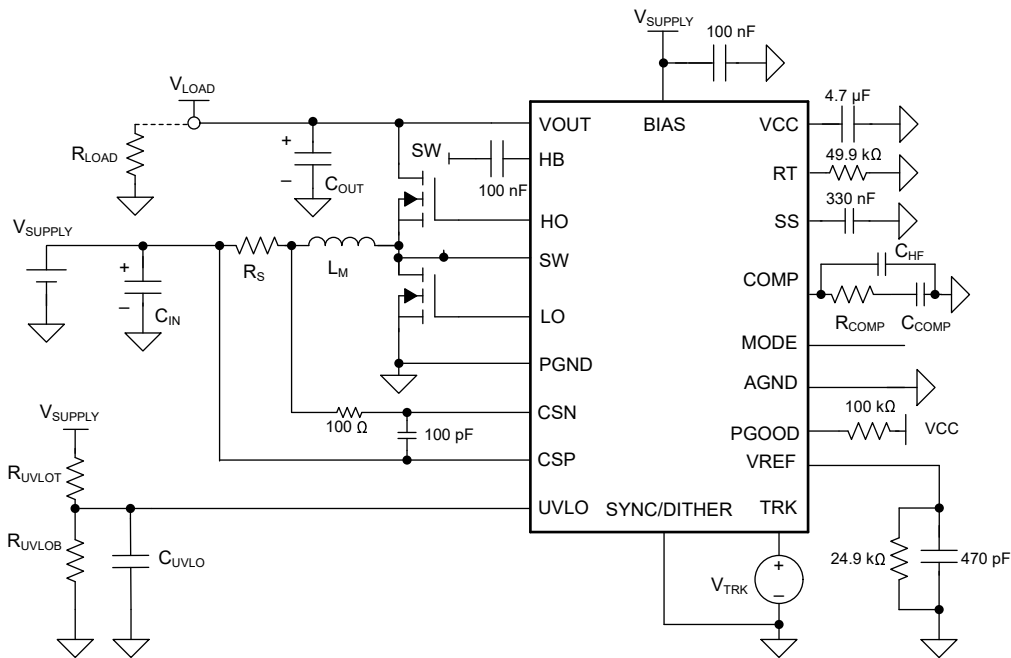 VSUPPLY
100 nF
VLOAD
RLOAD
+
–
COUT
SW
100 nF
VOUT
BIAS
VCC
4.7 µF
HB
RT
49.9 kΩ
HO
SS
330 nF
VSUPPLY
+
–
CIN
RS
LM
SW
COMP
CHF
RCOMP
CCOMP
LO
MODE
PGND
AGND
VSUPPLY
100 Ω
100 pF
CSN
PGOOD
100 kΩ
VCC
CSP
VREF
RUVLOT
UVLO
SYNC/DITHER
TRK
RUVLOB
CUVLO
VTRK
+
–
24.9 kΩ
470 pF